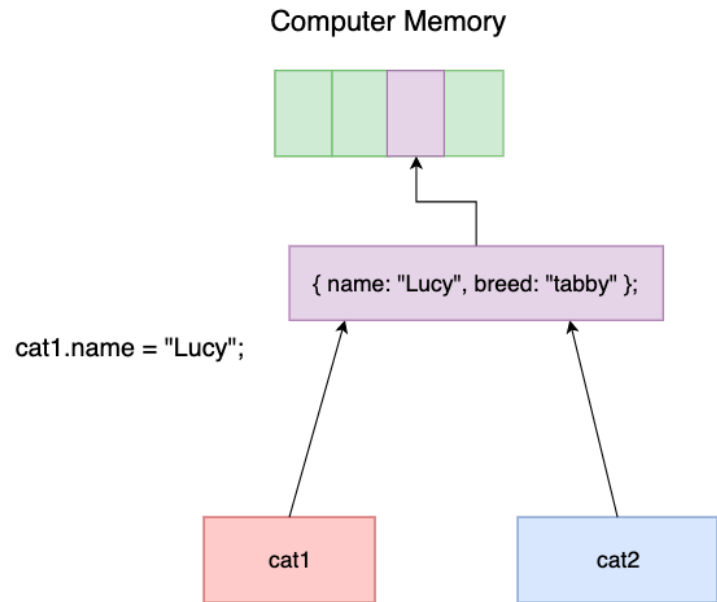 Computer Memory
{ name: "Lucy", breed: "tabby" };
cat1.name = "Lucy";
cat1
cat2